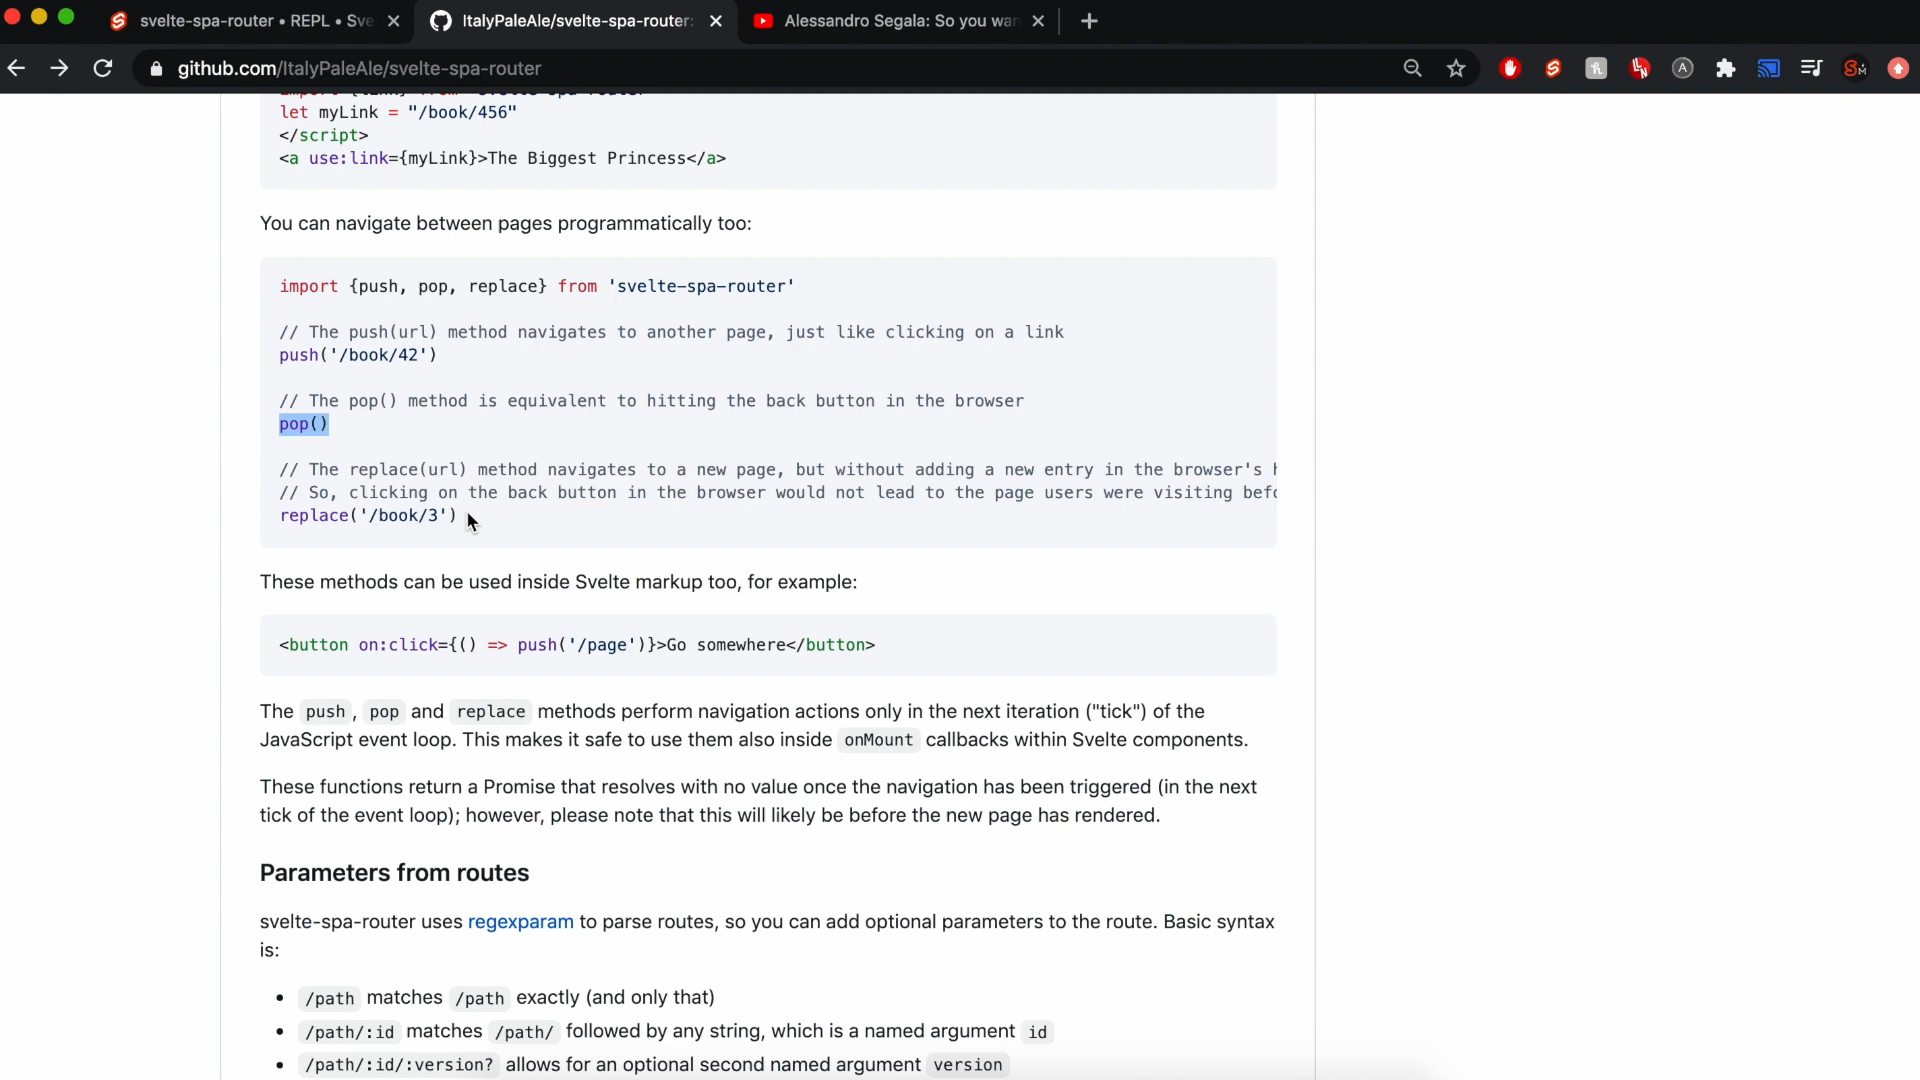 svelte-spa-router • REPL • Sve
ItalyPaleAle/svelte-spa-router:
Alessandro Segala: So you wan
github.com/ItalyPaleAle/svelte-spa-router
let myLink = "/book/456"
</script>
<a use:link={myLink}>The Biggest Princess</a>
You can navigate between pages programmatically too:
import {push, pop, replace} from 'svelte-spa-router'
// The push(url) method navigates to another page, just like clicking on a link
push('/book/42')
// The pop() method is equivalent to hitting the back button in the browser
pop()
// The replace(url) method navigates to a new page, but without adding a new entry in the browser's
// So, clicking on the back button in the browser would not lead to the page users were visiting
replace('/book/3')
These methods can be used inside Svelte markup too, for example:
<button on:click={() => push('/page')}>Go somewhere</button>
The push, pop and replace methods perform navigation actions only in the next iteration ("tick") of the
JavaScript event loop. This makes it safe to use them also inside onMount callbacks within Svelte components.
These functions return a Promise that resolves with no value once the navigation has been triggered (in the next
tick of the event loop); however, please note that this will likely be before the new page has rendered.
Parameters from routes
svelte-spa-router uses regexparam to parse routes, so you can add optional parameters to the route. Basic syntax
is:
• /path matches /path exactly (and only that)
• /path/:id matches /path/ followed by any string, which is a named argument id
• /path/:id/:version? allows for an optional second named argument version